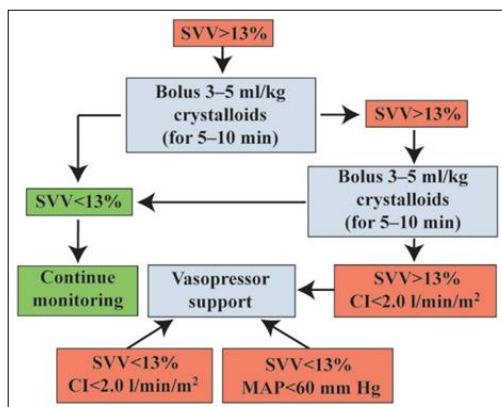 SVV>13%
Bolus 3–5 ml/kg
crystalloids
(for 5–10 min)
SVV>13%
Bolus 3–5 ml/kg
crystalloids
(for 5–10 min)
SVV<13%
Continue
monitoring
Vasopressor
support
SVV>13%
CI<2.0 l/min/m²
SVV<13%
CI<2.0 l/min/m²
SVV<13%
MAP<60 mm Hg